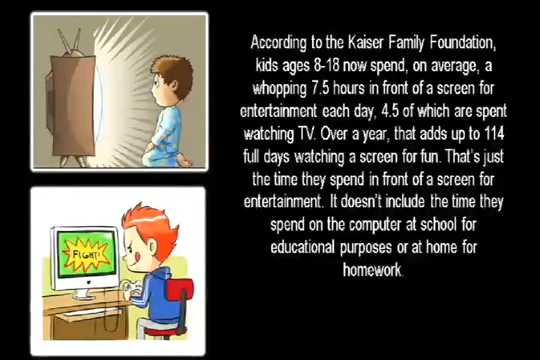 According to the Kaiser Family Foundation,
kids ages 8-18 now spend, on average, a
whopping 7.5 hours in front of a screen for
entertainment each day, 4.5 of which are spent
watching TV. Over a year, that adds up to 114
full days watching a screen for fun. That's just
the time they spend in front of a screen for
entertainment. It doesn't include the time they
spend on the computer at school for
educational purposes or at home for
homework.
FIGHT!